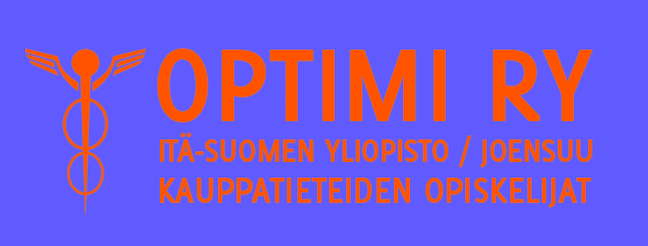 OPTIMI RY
ITÄ-SUOMEN YLIOPISTO / JOENSUU
KAUPPATIETEIDEN OPISKELIJAT